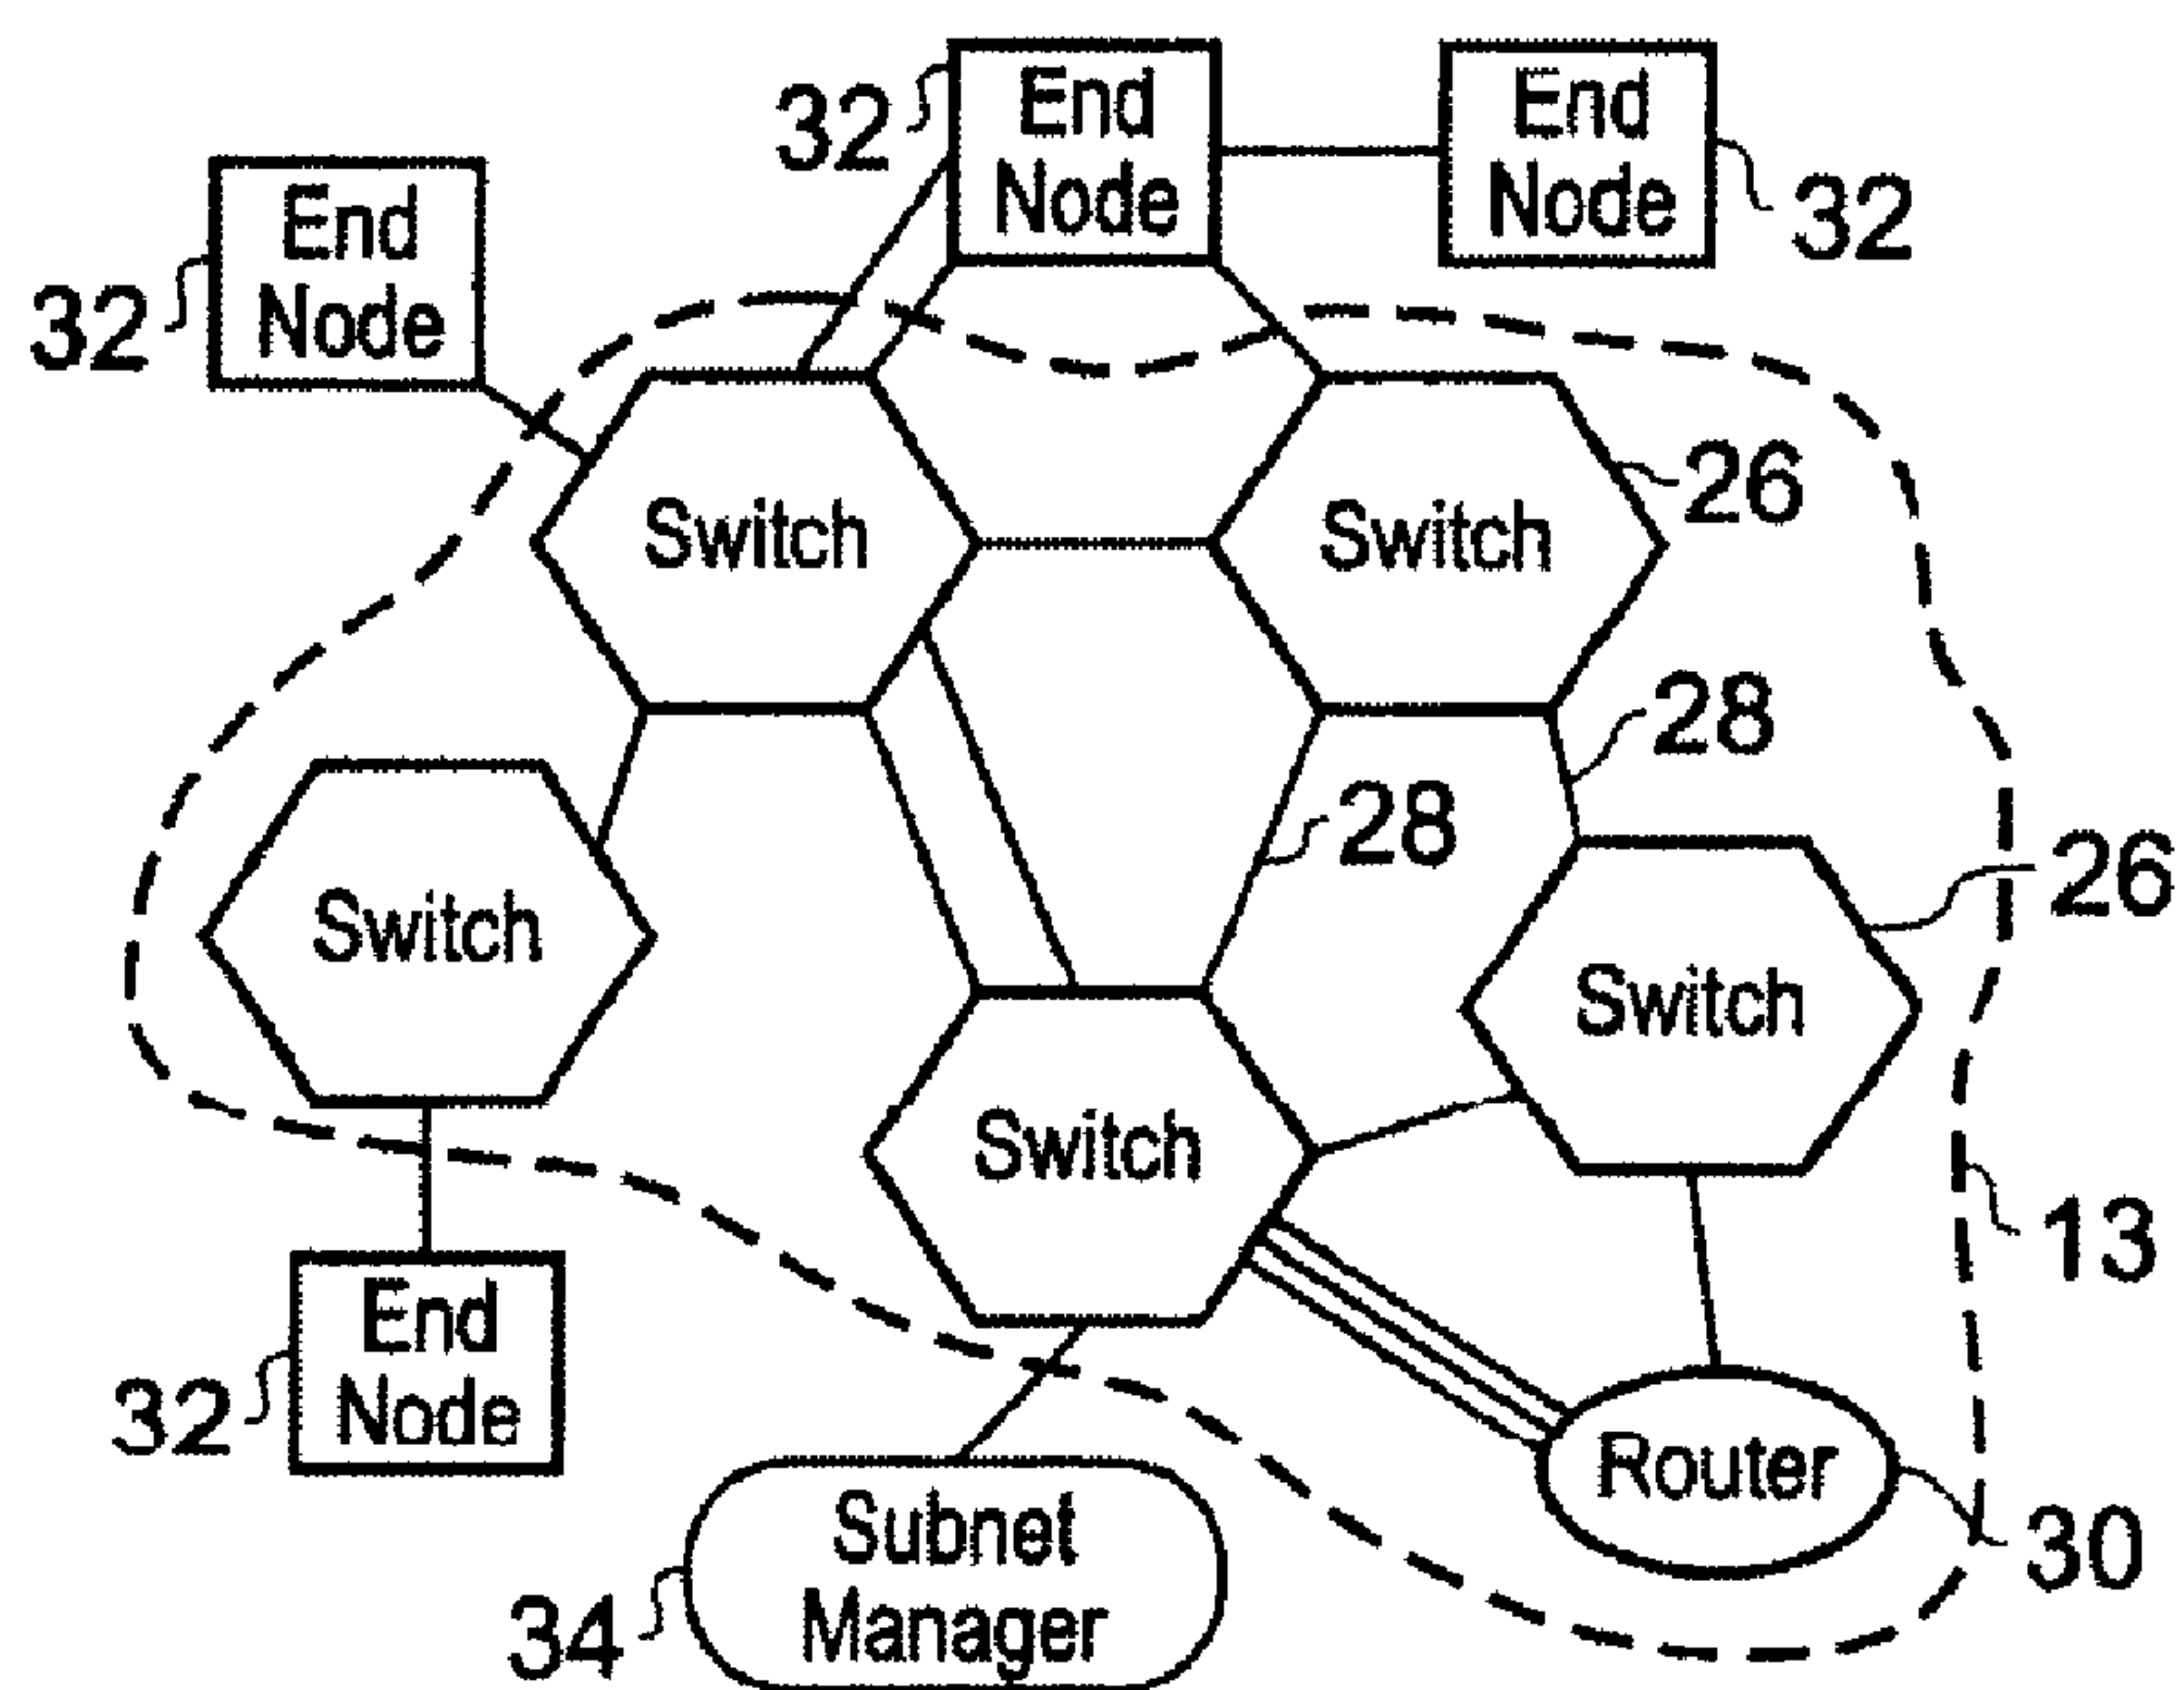 End
Node
32
End
Node
32
End
Node
32
Switch
Switch
26
28
28
26
Switch
Switch
Switch
13
End
Node
32
Router
30
Subnet
Manager
34